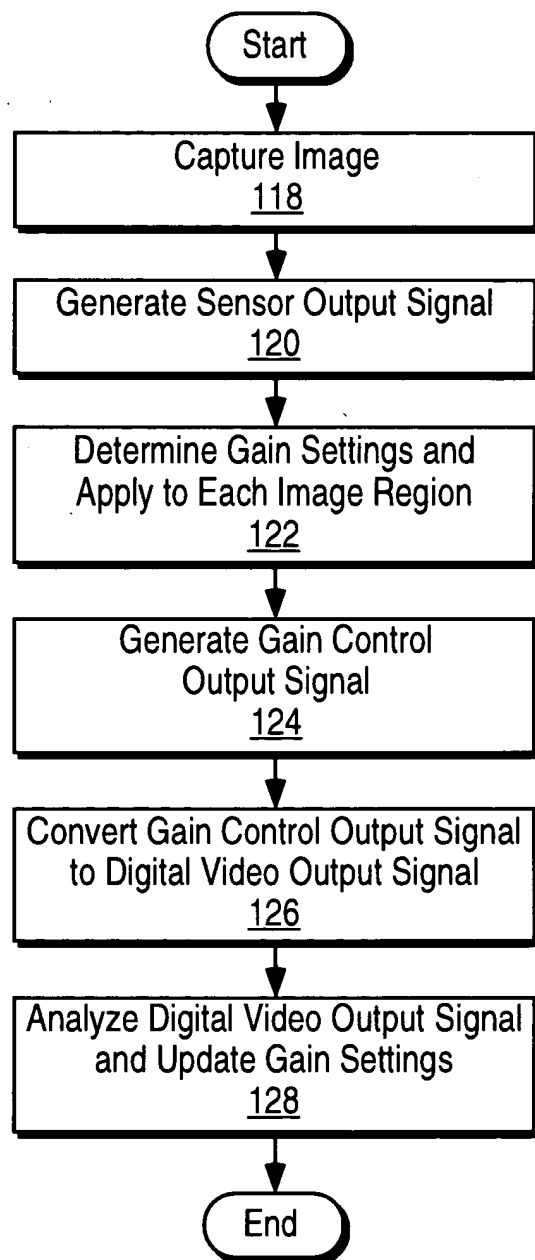 Start
Capture Image
118
Generate Sensor Output Signal
120
Determine Gain Settings and
Apply to Each Image Region
122
Generate Gain Control
Output Signal
124
Convert Gain Control Output Signal
to Digital Video Output Signal
126
Analyze Digital Video Output Signal
and Update Gain Settings
128
End